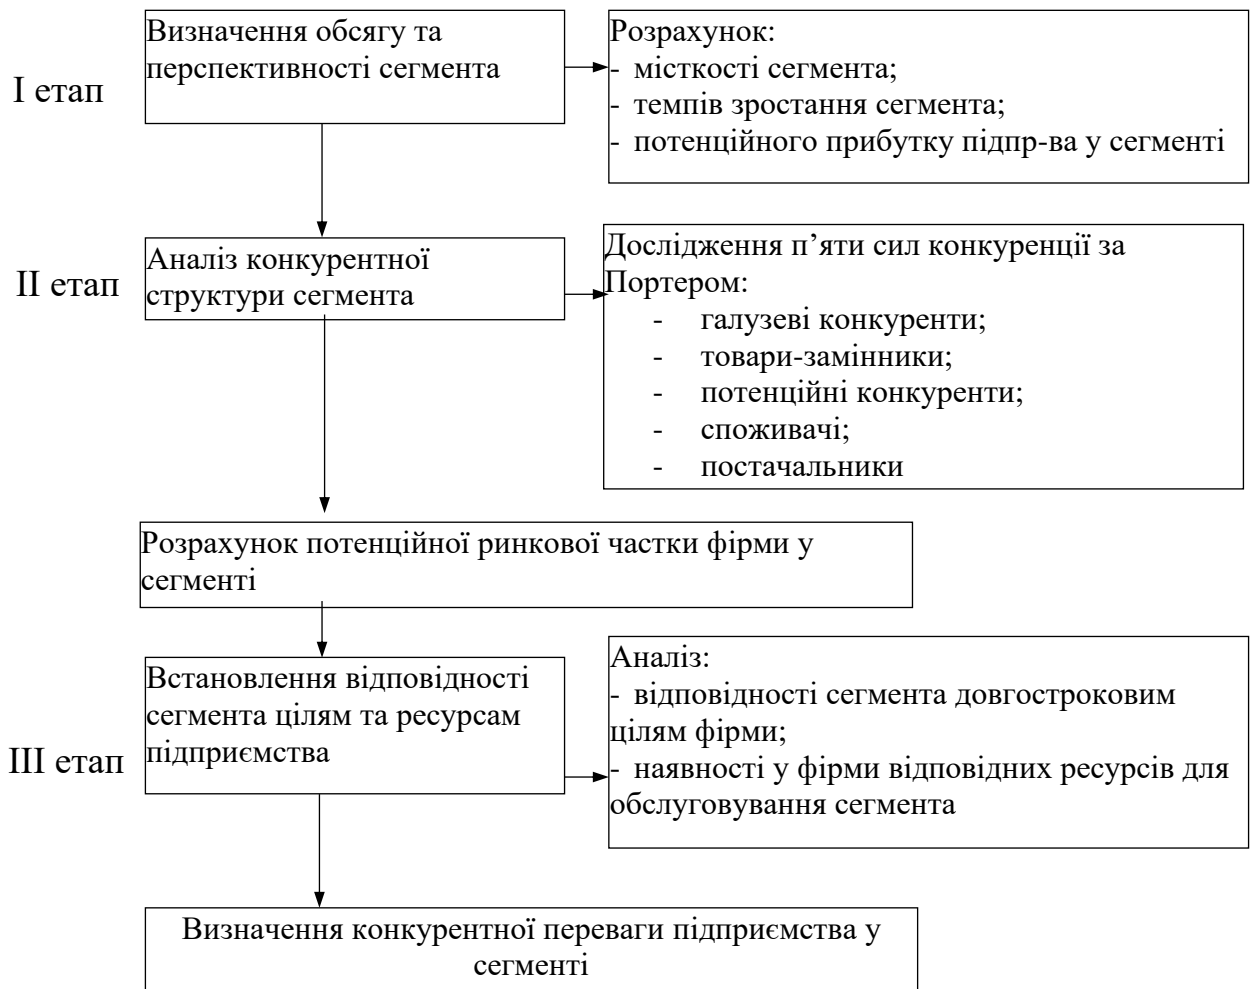 І етап
Визначення обсягу та
перспективності сегмента
Розрахунок:
- місткості сегмента;
- темпів зростання сегмента;
- потенційного прибутку підпр-ва у сегменті
ІІ етап
Аналіз конкурентної
структури сегмента
Дослідження п’яти сил конкуренції за
Портером:
- галузеві конкуренти;
- товари-замінники;
- потенційні конкуренти;
- споживачі;
- постачальники
Розрахунок потенційної ринкової частки фірми у
сегменті
ІІІ етап
Встановлення відповідності
сегмента цілям та ресурсам
підприємства
Аналіз:
- відповідності сегмента довгостроковим
цілям фірми;
- наявності у фірми відповідних ресурсів для
обслуговування сегмента
Визначення конкурентної переваги підприємства у
сегменті